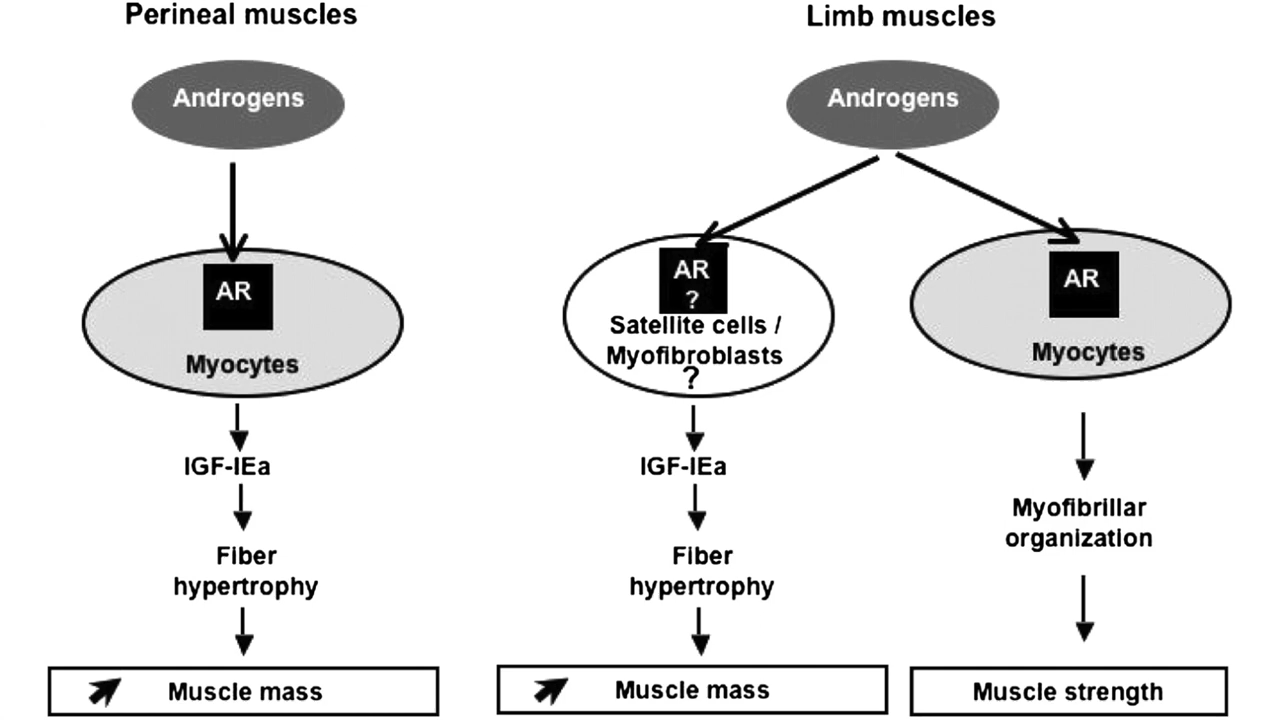 Perineal muscles
Androgens
AR
Myocytes
IGF-IEa
Fiber
hypertrophy
Muscle mass
Limb muscles
Androgens
AR
?
Satellite cells /
Myofibroblasts
?
IGF-IEa
Fiber
hypertrophy
Muscle mass
AR
Myocytes
Myofibrillar
organization
Muscle strength